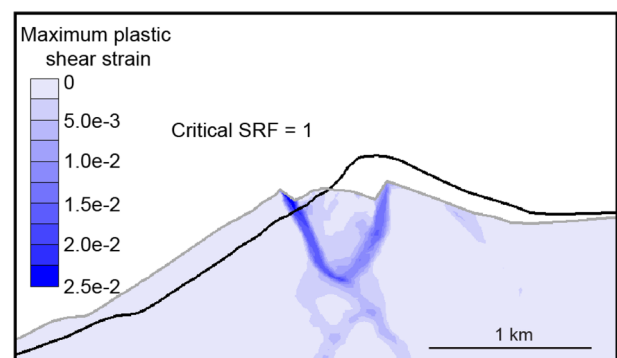 Maximum plastic
shear strain
0
5.0e-3
1.0e-2
1.5e-2
2.0e-2
2.5e-2
Critical SRF = 1
1 km